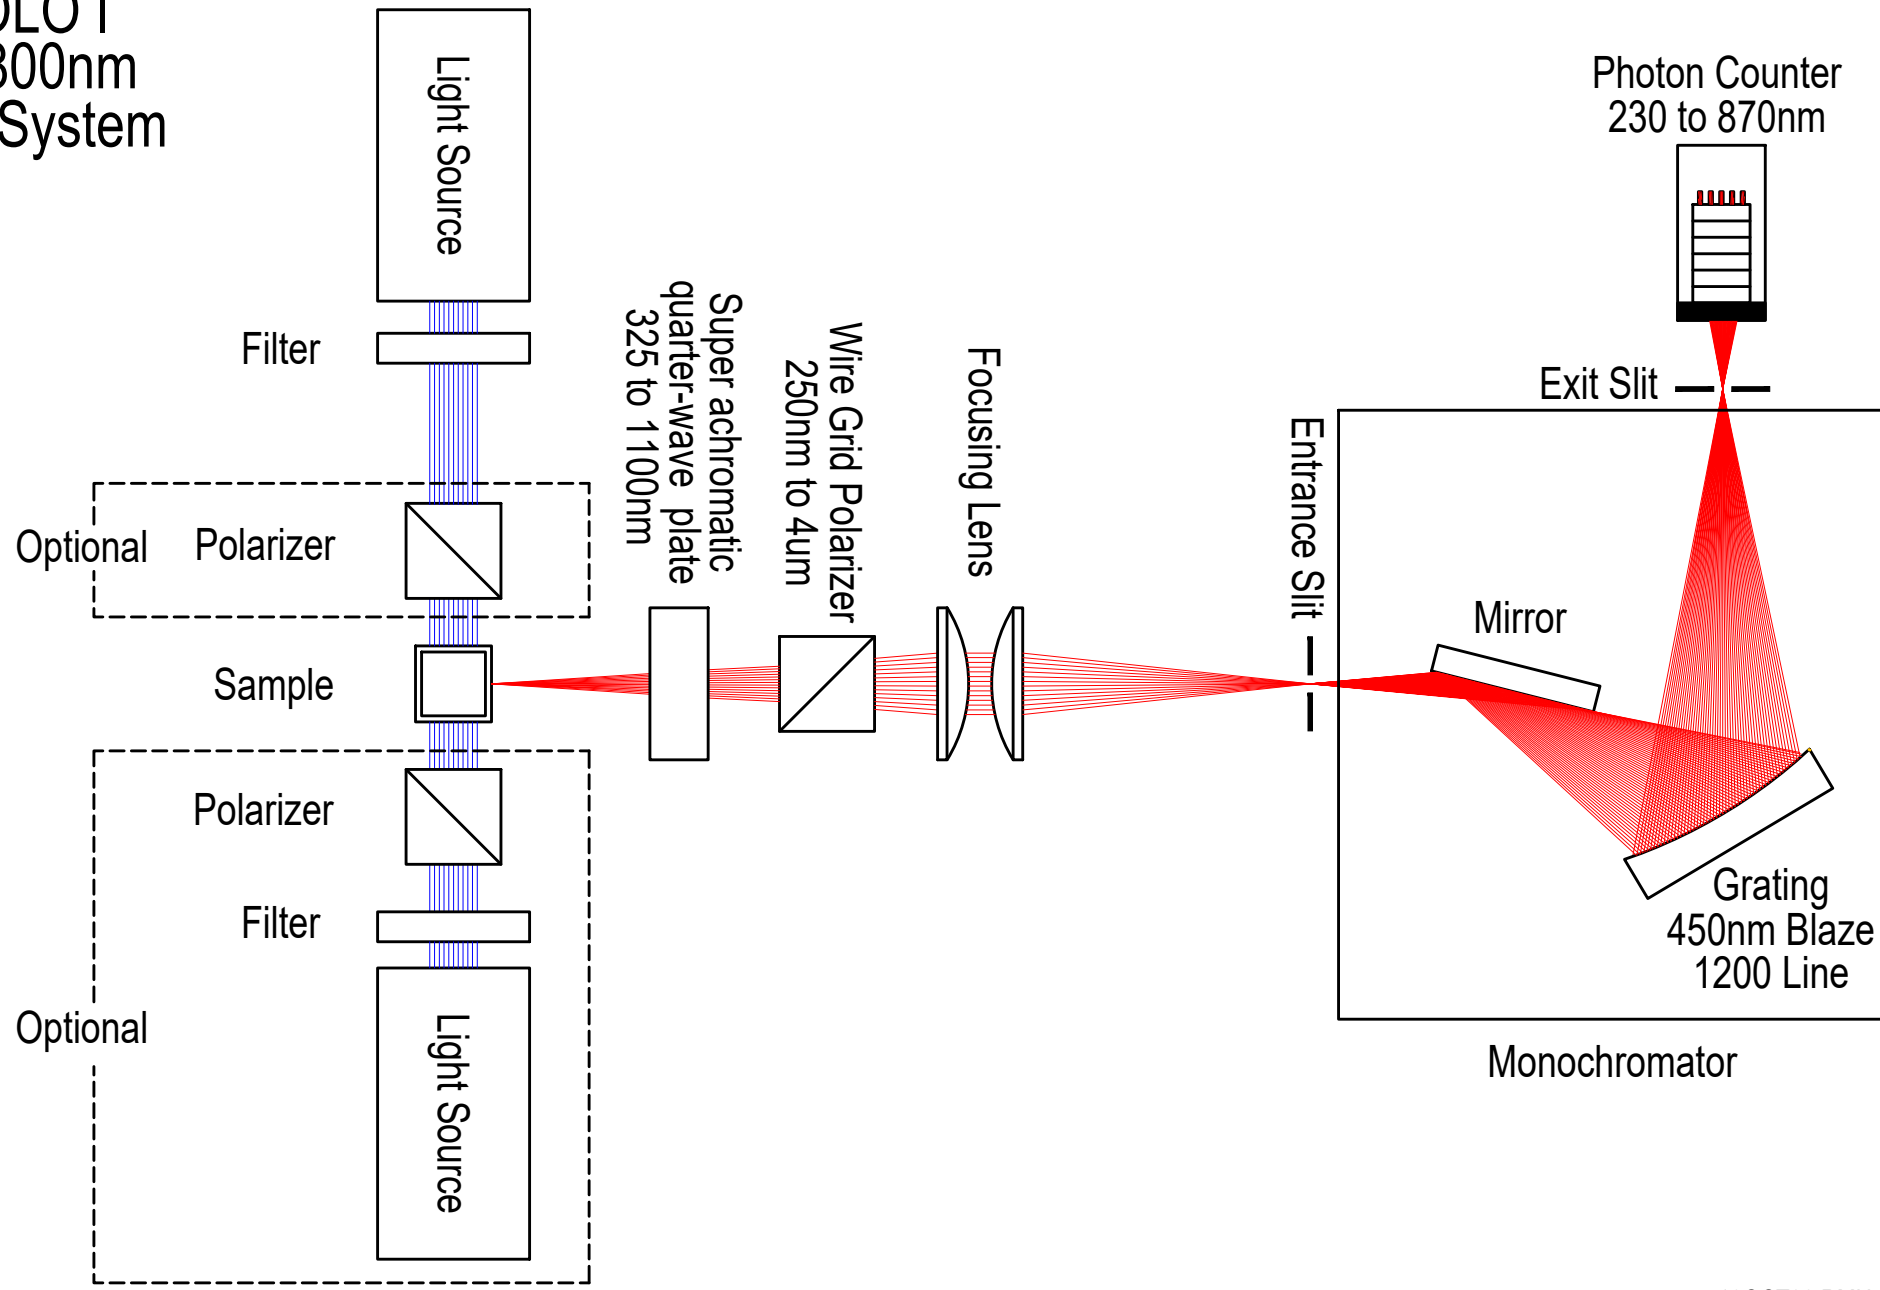 300nm
System
Light Source
Filter
Optional
Polarizer
Sample
Polarizer
Filter
Optional
Light Source
Super achromatic
quarter-wave plate
325 to 1100nm
Wire Grid Polarizer
250nm to 4um
Focusing Lens
Entrance Slit
Photon Counter
230 to 870nm
Exit Slit
Mirror
Grating
450nm Blaze
1200 Line
Monochromator